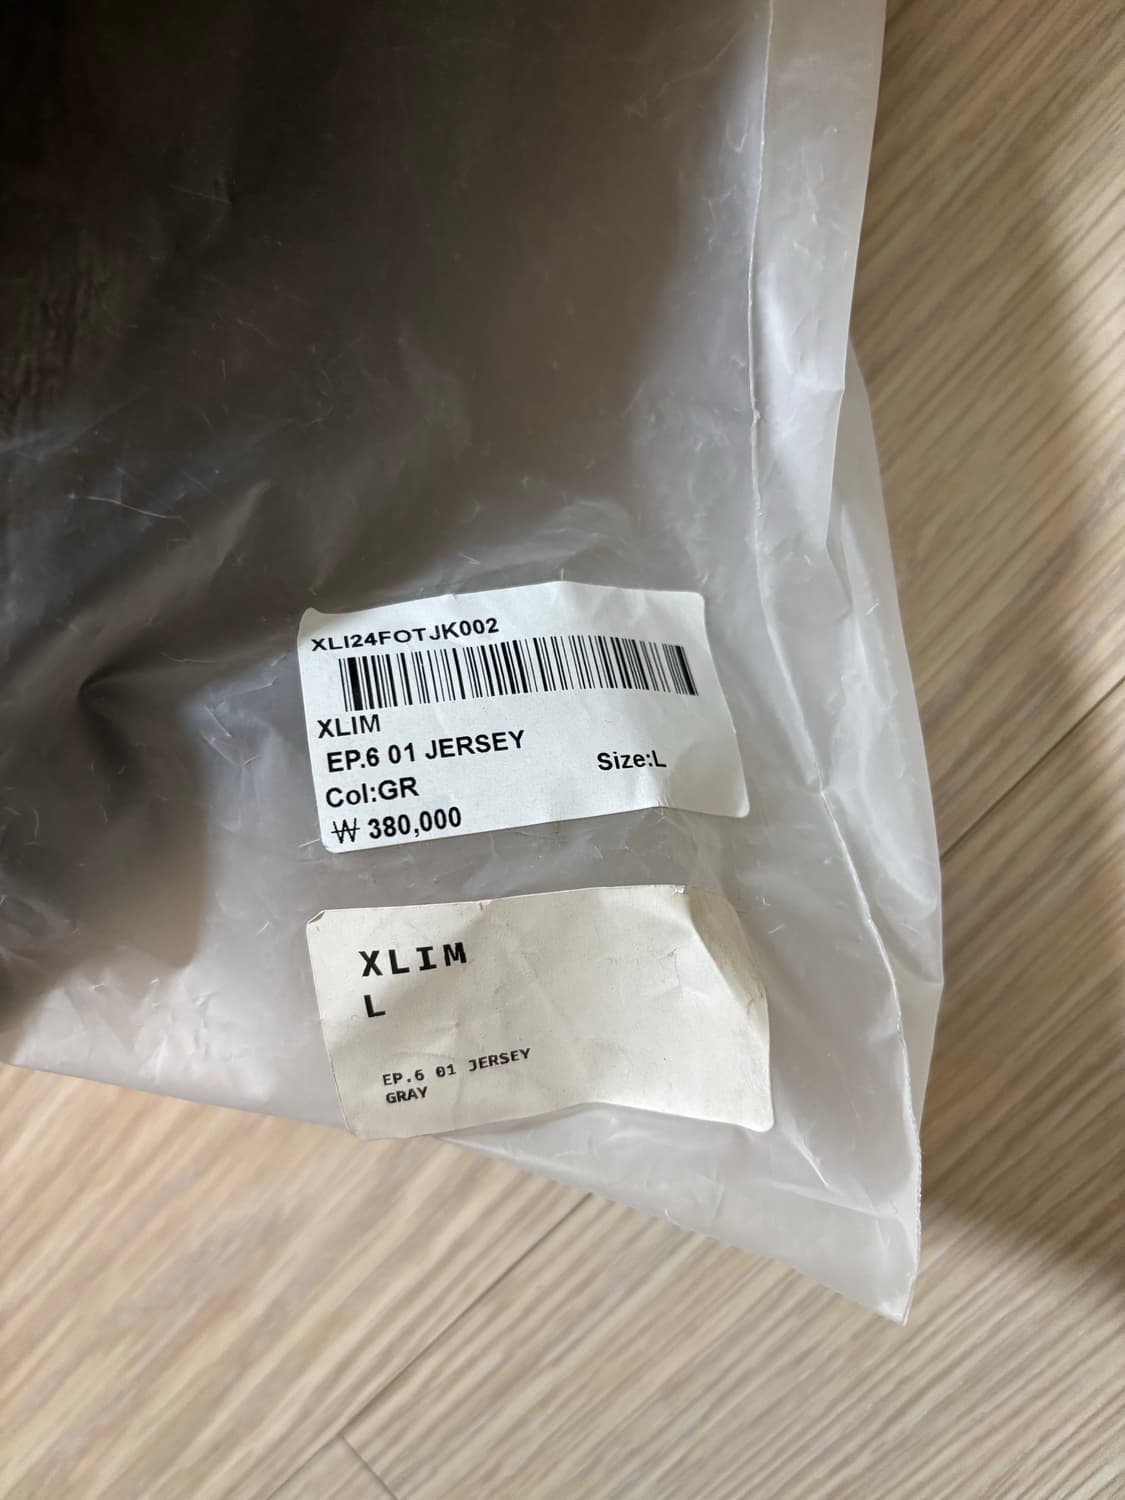 XLI24FOTJK002
XLIM
EP.6 01 JERSEY
Size:L
Col:GR
₩ 380,000
XLIM
L
EP.6 01 JERSEY
GRAY